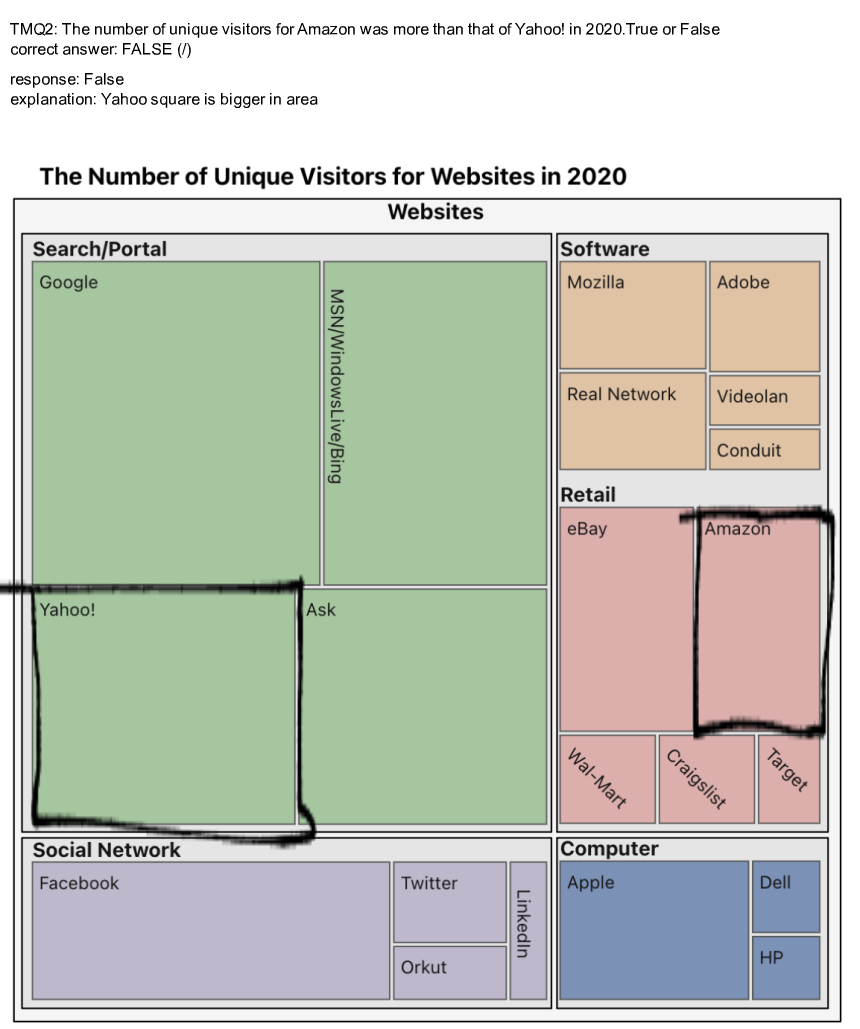 TMQ2: The number of unique visitors for Amazon was more than that of Yahoo! in 2020.True or False
correct answer: FALSE (/)
response: False
explanation: Yahoo square is bigger in area
The Number of Unique Visitors for Websites in 2020
Websites
Search/Portal
Google
MSN/WindowsLive/Bing
Yahoo!
Ask
Software
Mozilla
Adobe
Real Network
Videolan
Conduit
Retail
eBay
Amazon
Wal-Mart
Craigslist
Target
Social Network
Facebook
Twitter
Orkut
LinkedIn
Computer
Apple
Dell
HP